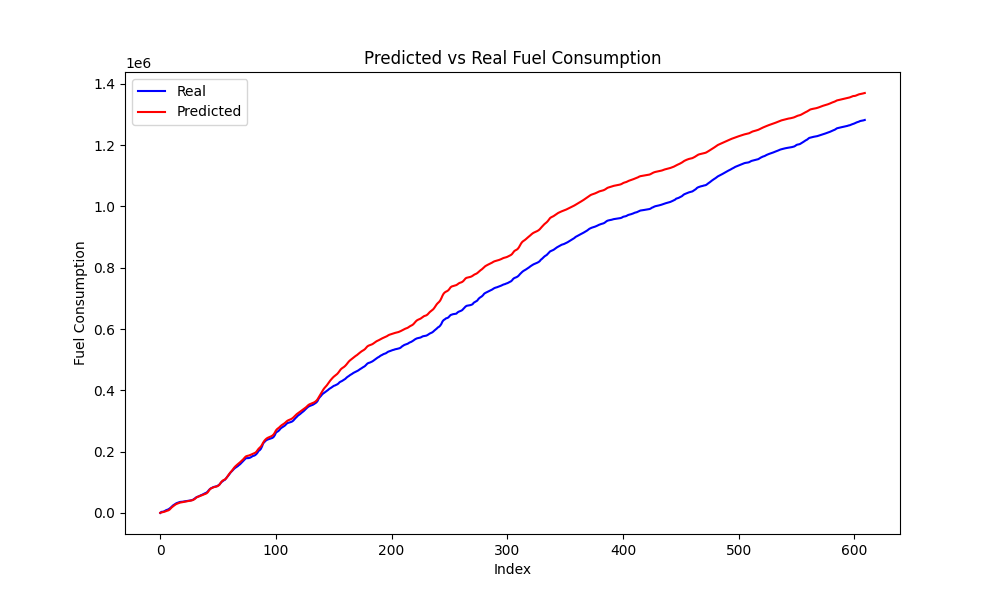 Predicted vs Real Fuel Consumption
1e6
Real
Predicted
1.4
1.2
1.0
0.8
0.6
0.4
0.2
0.0
Fuel Consumption
0 100 200 300 400 500 600
Index